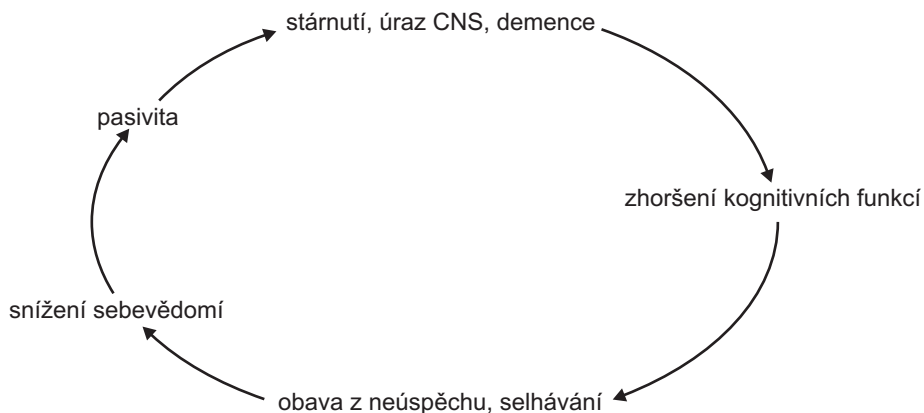 stárnutí, úraz CNS, demence
pasivita
zhoršení kognitivních funkcí
snížení sebevědomí
obava z neúspěchu, selhávání